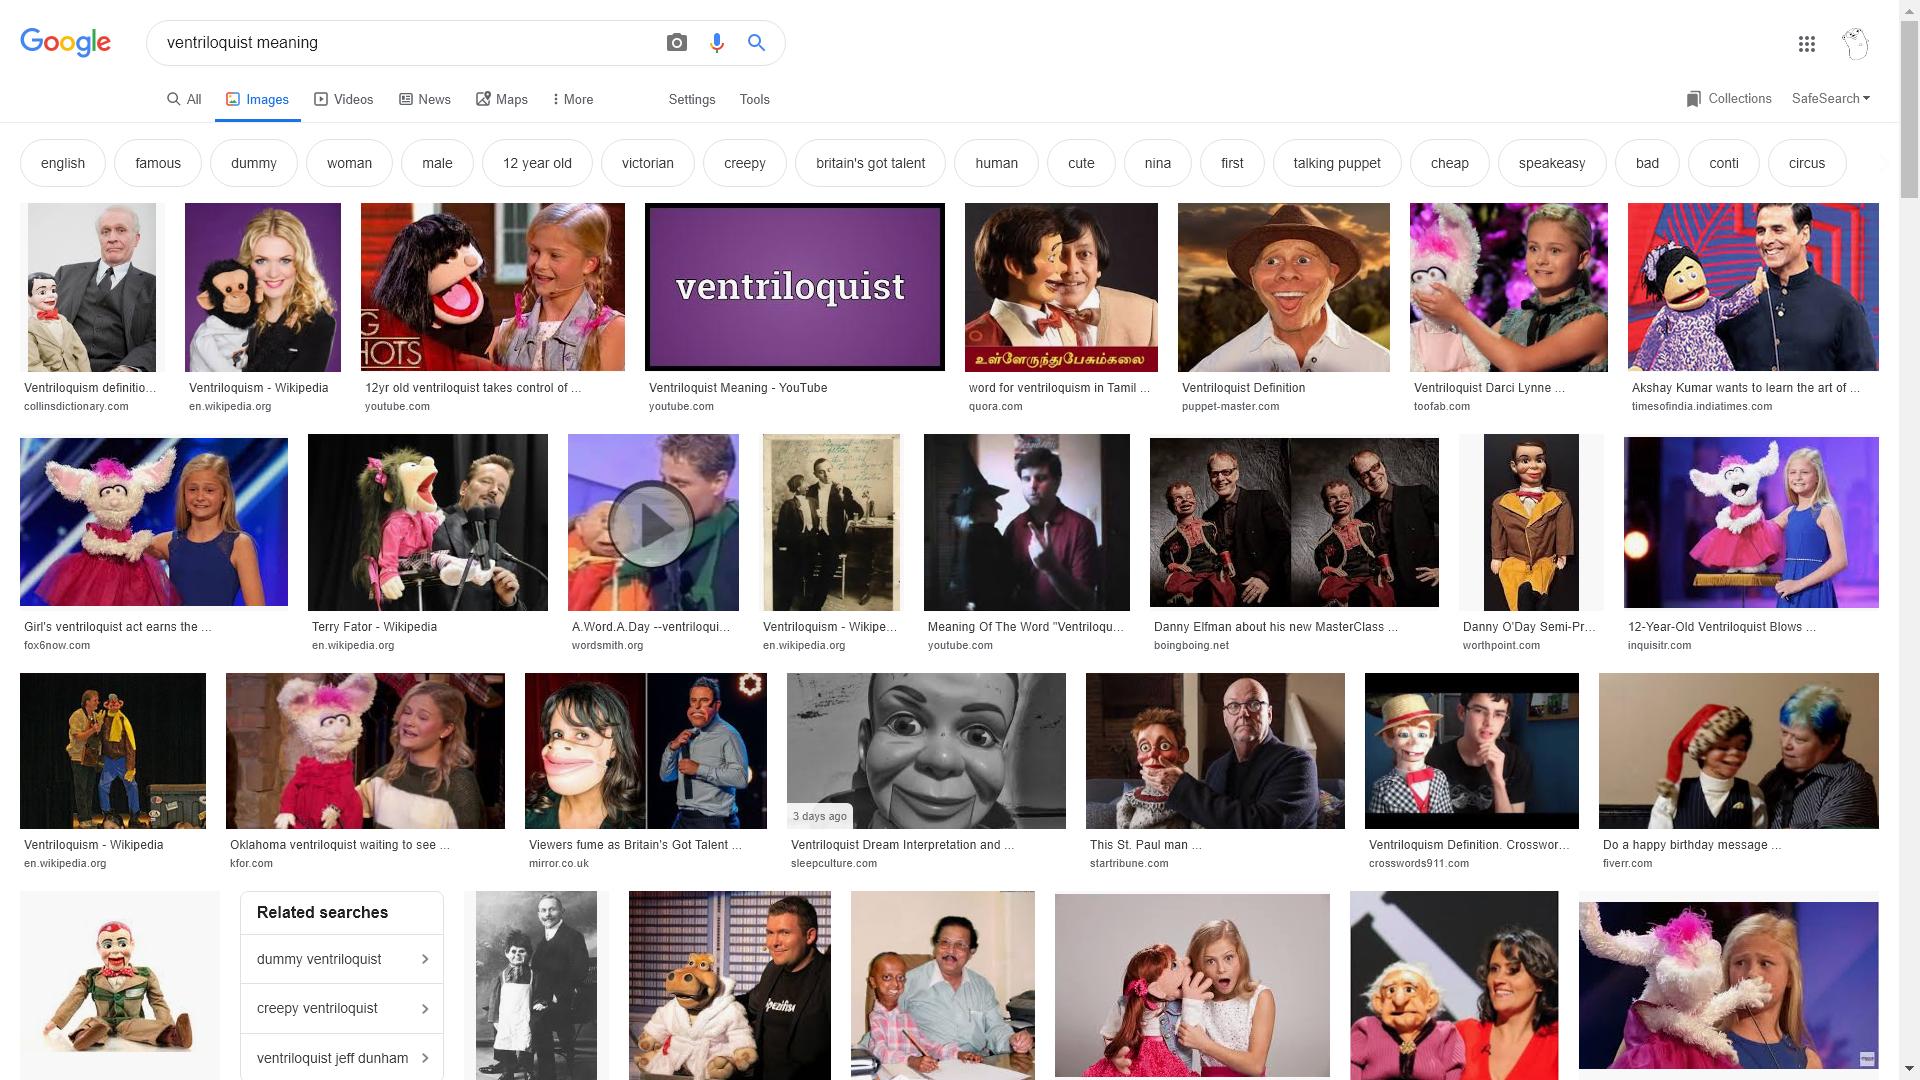 Google
ventriloquist meaning
All
Images
Videos
News
Maps
More
Settings
Tools
Collections
SafeSearch
english
famous
dummy
woman
male
12 year old
victorian
creepy
britain's got talent
human
cute
nina
first
talking puppet
cheap
speakeasy
bad
conti
circus
G
HOTS
ventriloquist
உள்ளேருந்துபேசும்கலை
Ventriloquism definitio...
collinsdictionary.com
Ventriloquism - Wikipedia
en.wikipedia.org
12yr old ventriloquist takes control of ...
youtube.com
Ventriloquist Meaning - YouTube
youtube.com
word for ventriloquism in Tamil ...
quora.com
Ventriloquist Definition
puppet-master.com
Ventriloquist Darci Lynne ...
toofab.com
Akshay Kumar wants to learn the art of ...
timesofindia.indiatimes.com
Girl's ventriloquist act earns the ...
fox6now.com
Terry Fator - Wikipedia
en.wikipedia.org
A.Word.A.Day --ventriloqui...
wordsmith.org
Ventriloquism - Wikipe...
en.wikipedia.org
Meaning Of The Word "Ventriloqu...
youtube.com
Danny Elfman about his new MasterClass ...
boingboing.net
Danny O'Day Semi-Pr...
worthpoint.com
12-Year-Old Ventriloquist Blows ...
inquisitr.com
3 days ago
Ventriloquism - Wikipedia
en.wikipedia.org
Oklahoma ventriloquist waiting to see ...
kfor.com
Viewers fume as Britain's Got Talent ...
mirror.co.uk
Ventriloquist Dream Interpretation and ...
sleepculture.com
This St. Paul man ...
startribune.com
Ventriloquism Definition. Crosswor...
crosswords911.com
Do a happy birthday message ...
fiverr.com
Related searches
dummy ventriloquist
creepy ventriloquist
ventriloquist jeff dunham